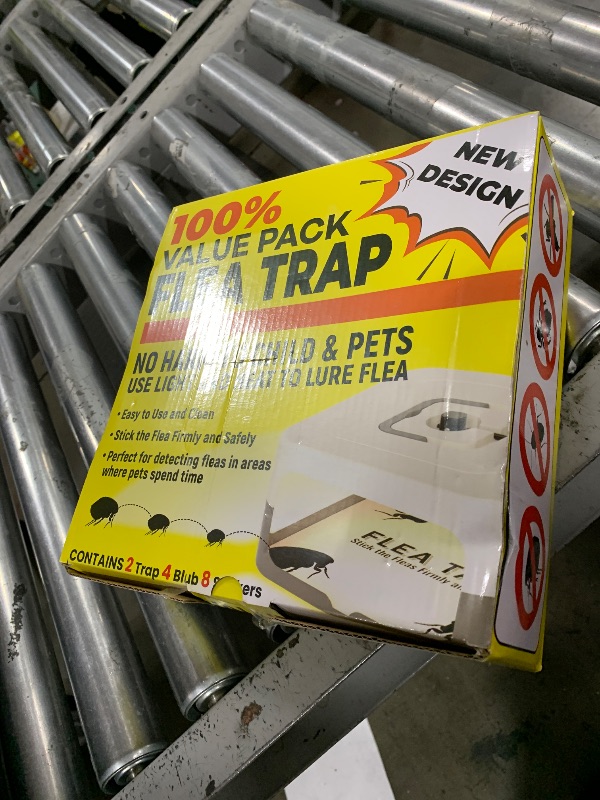 NEW
DESIGN
100%
VALUE PACK
FLEA TRAP
NO HA CHILD & PETS
USE TO LURE FLEA
• Easy to Use and Clean
• Stick the Flea Firmly and Safely
• Perfect for detecting fleas in areas
where pets spend time
FLEA
Stick the fleas firmly
CONTAINS 2 Trap 4 Blub 8